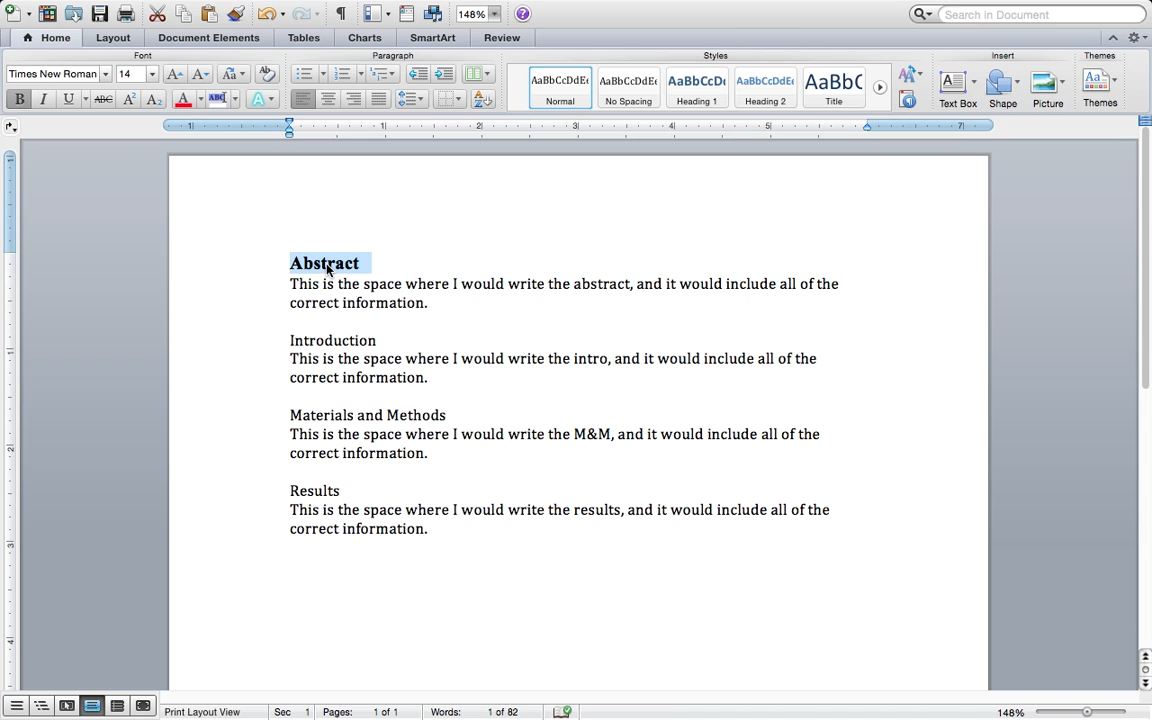 148%
Search in Document
Home Layout Document Elements Tables Charts SmartArt Review
Font Paragraph Styles Insert Themes
Times New Roman 14 Aa
AaBbCcDdEe AaBbCcDdEe AaBbCcDc AaBbCcDdEe AaBbC
Normal No Spacing Heading 1 Heading 2 Title
Text Box Shape Picture Themes
B I U ABC A² A₂ A ABC A
Abstract
This is the space where I would write the abstract, and it would include all of the
correct information.
Introduction
This is the space where I would write the intro, and it would include all of the
correct information.
Materials and Methods
This is the space where I would write the M&M, and it would include all of the
correct information.
Results
This is the space where I would write the results, and it would include all of the
correct information.
Print Layout View Sec 1 Pages: 1 of 1 Words: 1 of 82 148%